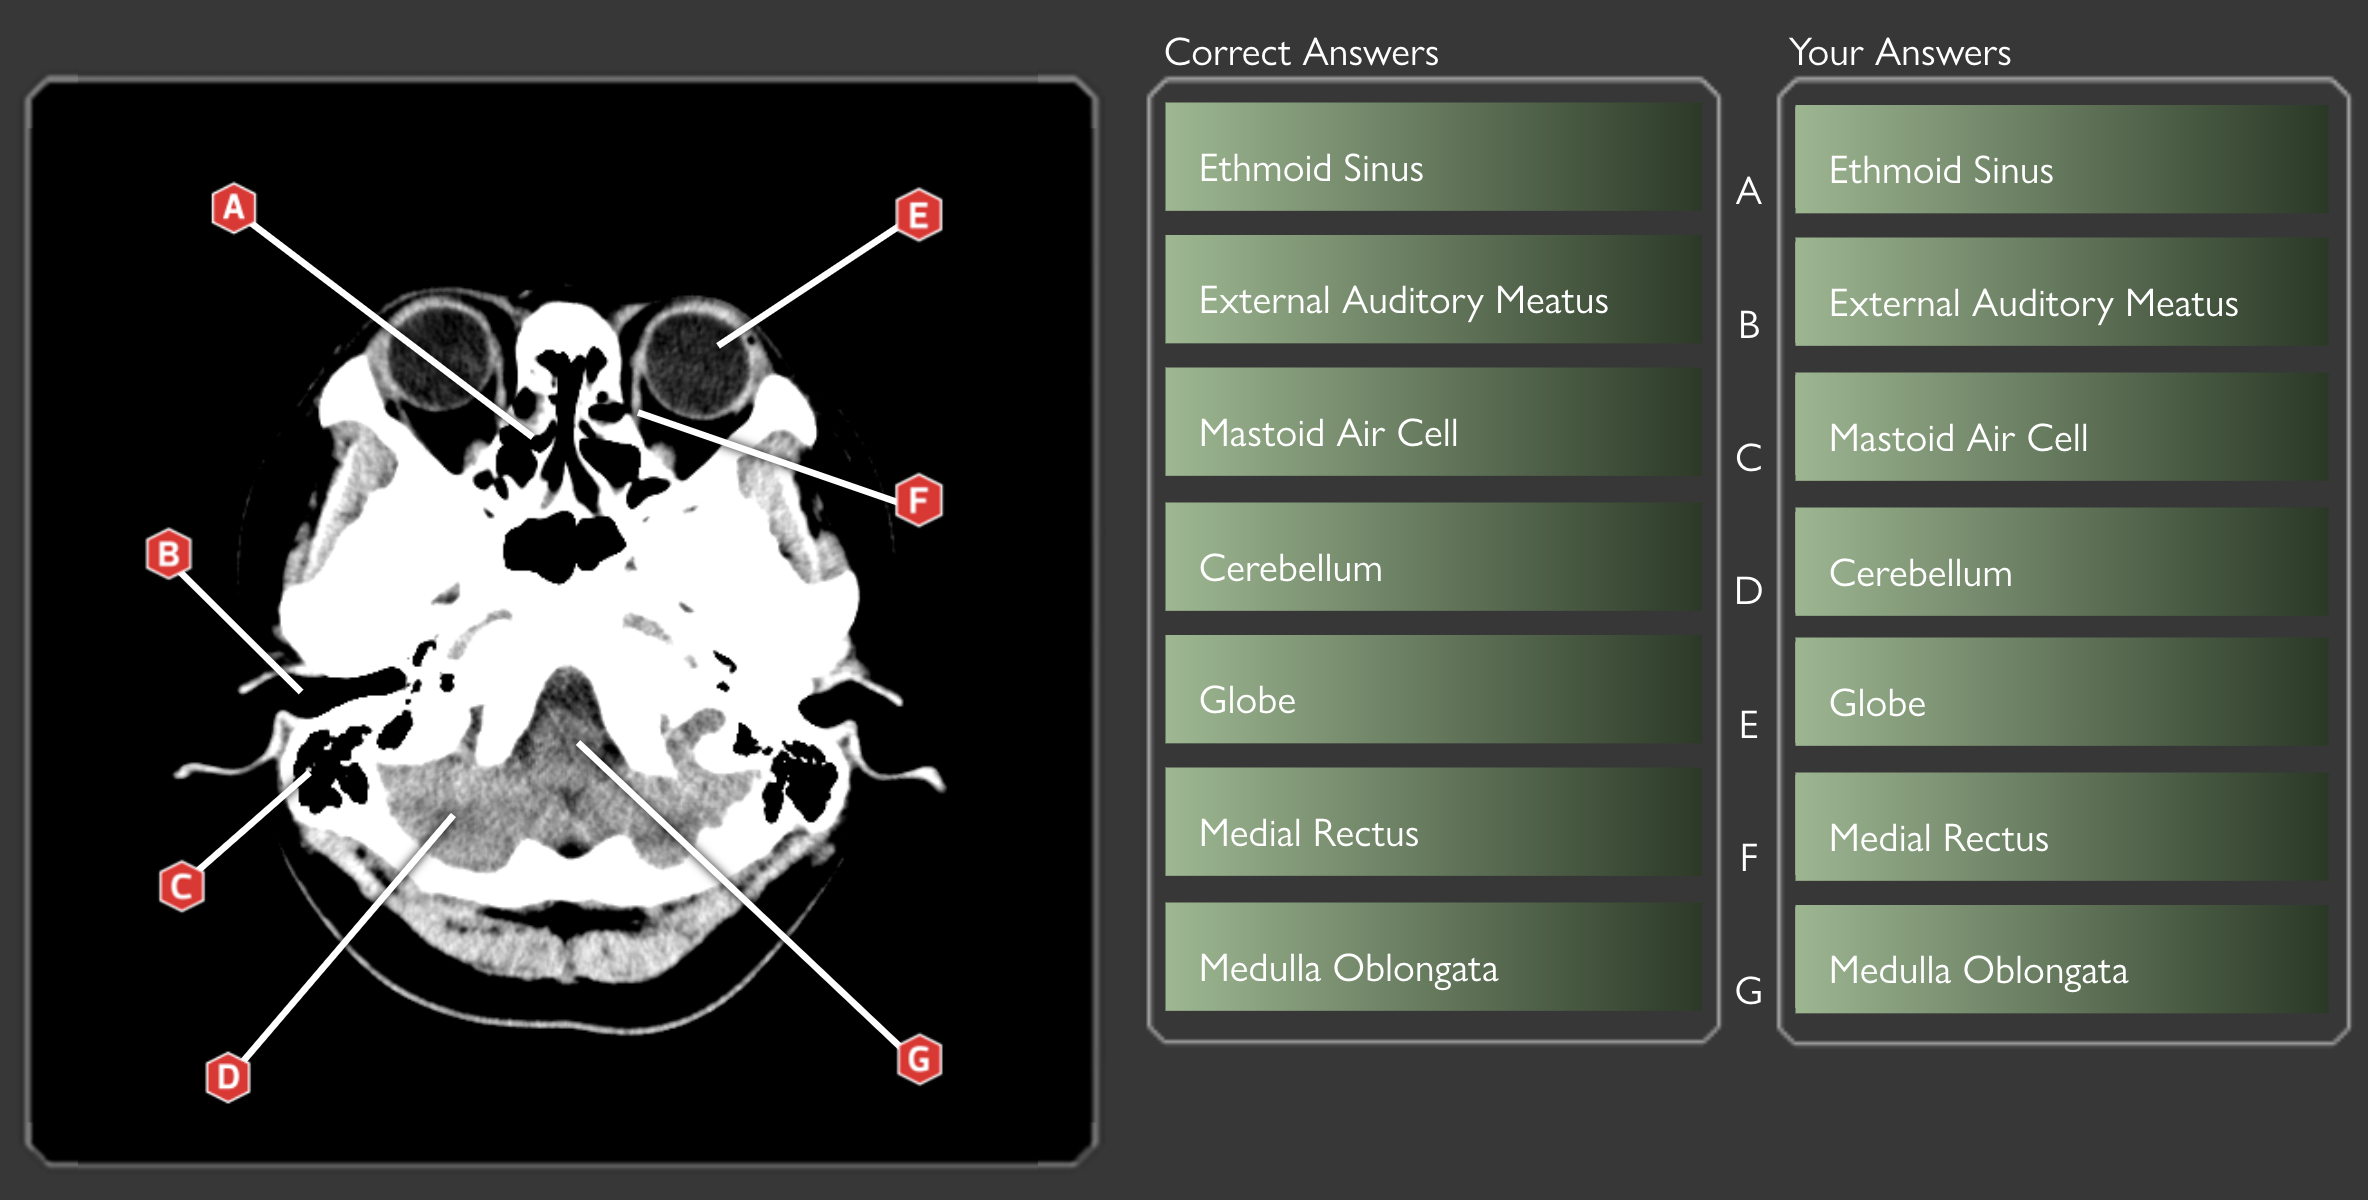 Correct Answers
Your Answers
A
E
F
B
C
D
G
Ethmoid Sinus
External Auditory Meatus
Mastoid Air Cell
Cerebellum
Globe
Medial Rectus
Medulla Oblongata
A
B
C
D
E
F
G
Ethmoid Sinus
External Auditory Meatus
Mastoid Air Cell
Cerebellum
Globe
Medial Rectus
Medulla Oblongata